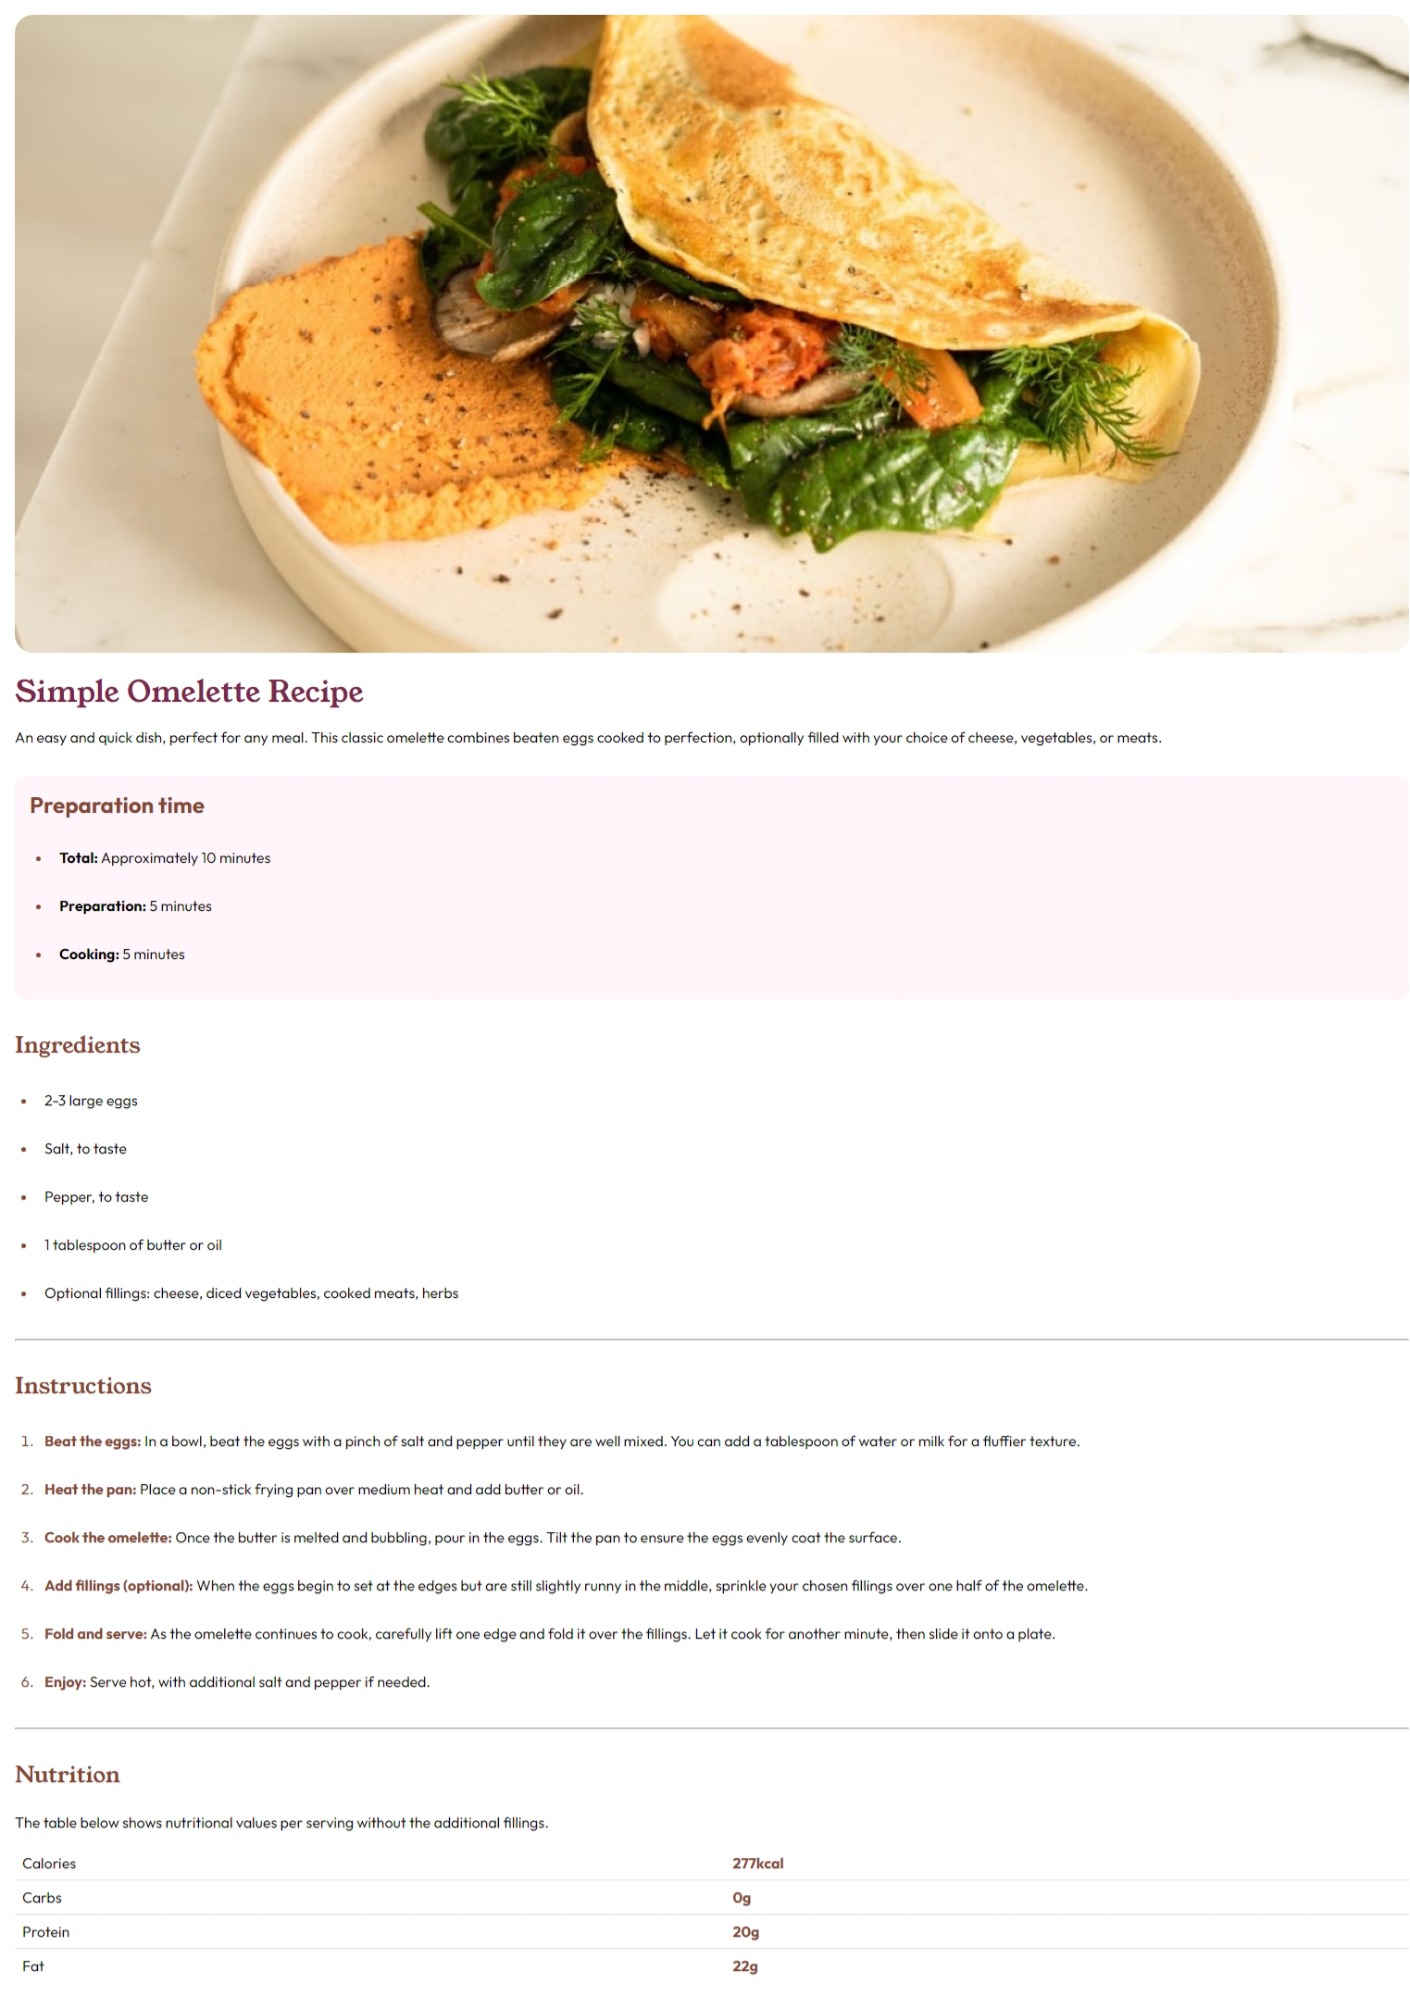 Simple Omelette Recipe
An easy and quick dish, perfect for any meal. This classic omelette combines beaten eggs cooked to perfection, optionally filled with your choice of cheese, vegetables, or meats.
Preparation time
• Total: Approximately 10 minutes
• Preparation: 5 minutes
• Cooking: 5 minutes
Ingredients
• 2-3 large eggs
• Salt, to taste
• Pepper, to taste
• 1 tablespoon of butter or oil
• Optional fillings: cheese, diced vegetables, cooked meats, herbs
Instructions
1. Beat the eggs: In a bowl, beat the eggs with a pinch of salt and pepper until they are well mixed. You can add a tablespoon of water or milk for a fluffier texture.
2. Heat the pan: Place a non-stick frying pan over medium heat and add butter or oil.
3. Cook the omelette: Once the butter is melted and bubbling, pour in the eggs. Tilt the pan to ensure the eggs evenly coat the surface.
4. Add fillings (optional): When the eggs begin to set at the edges but are still slightly runny in the middle, sprinkle your chosen fillings over one half of the omelette.
5. Fold and serve: As the omelette continues to cook, carefully lift one edge and fold it over the fillings. Let it cook for another minute, then slide it onto a plate.
6. Enjoy: Serve hot, with additional salt and pepper if needed.
Nutrition
The table below shows nutritional values per serving without the additional fillings.
Calories 277kcal
Carbs 0g
Protein 20g
Fat 22g